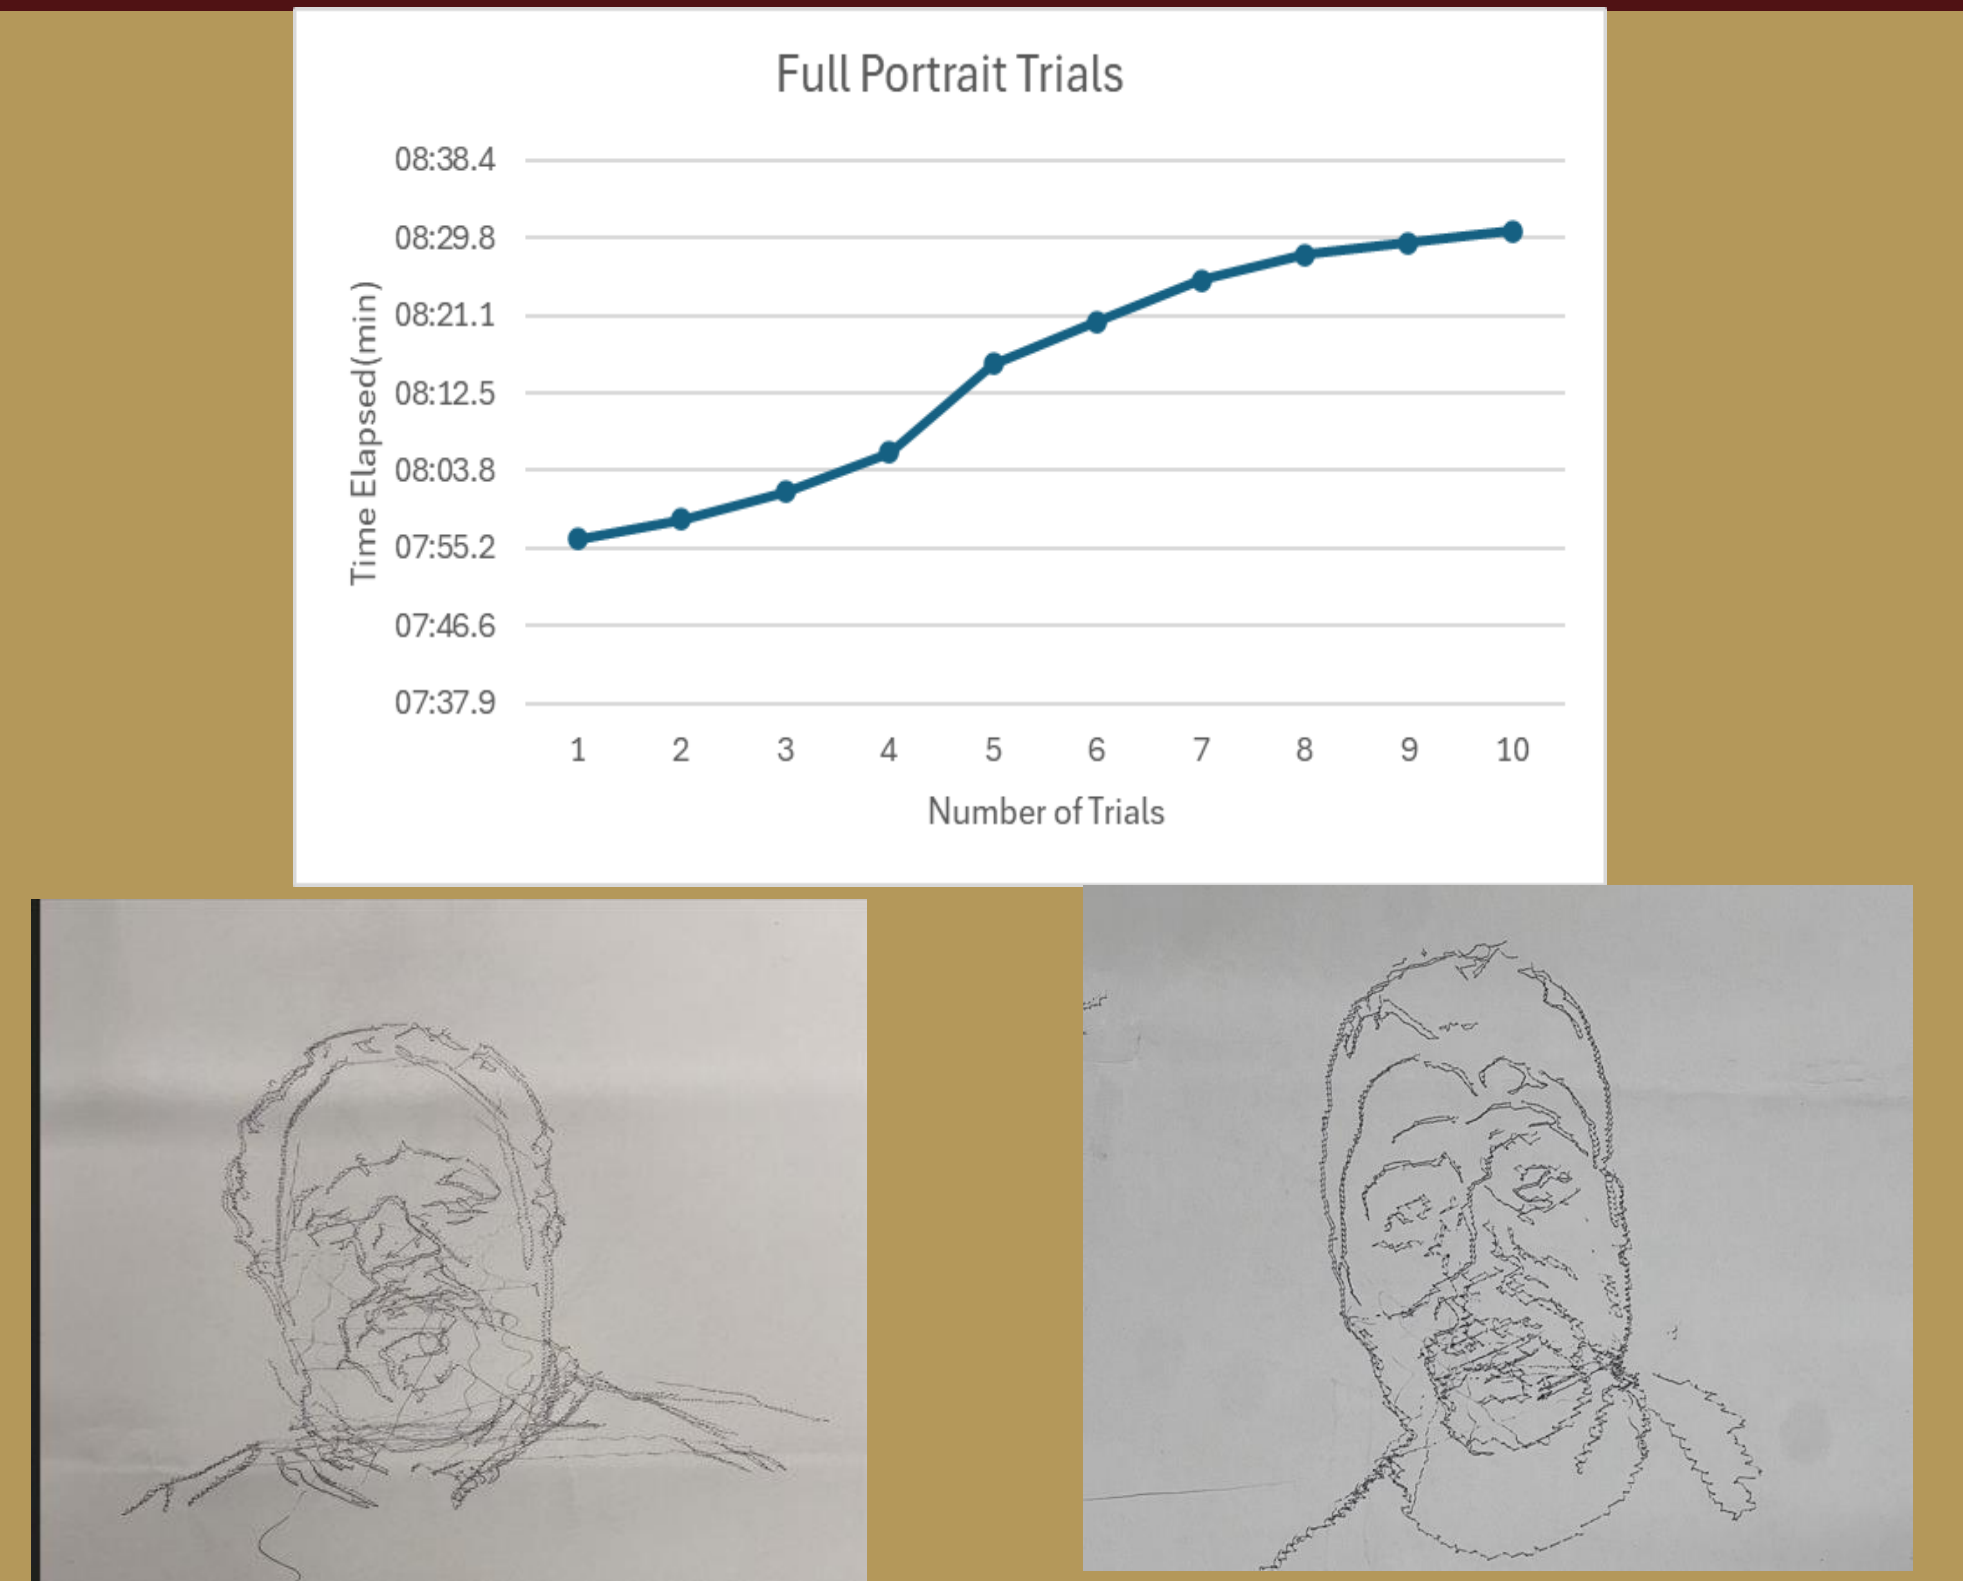 Full Portrait Trials
08:38.4
08:29.8
08:21.1
08:12.5
08:03.8
07:55.2
07:46.6
07:37.9
Time Elapsed(min)
1 2 3 4 5 6 7 8 9 10
Number of Trials